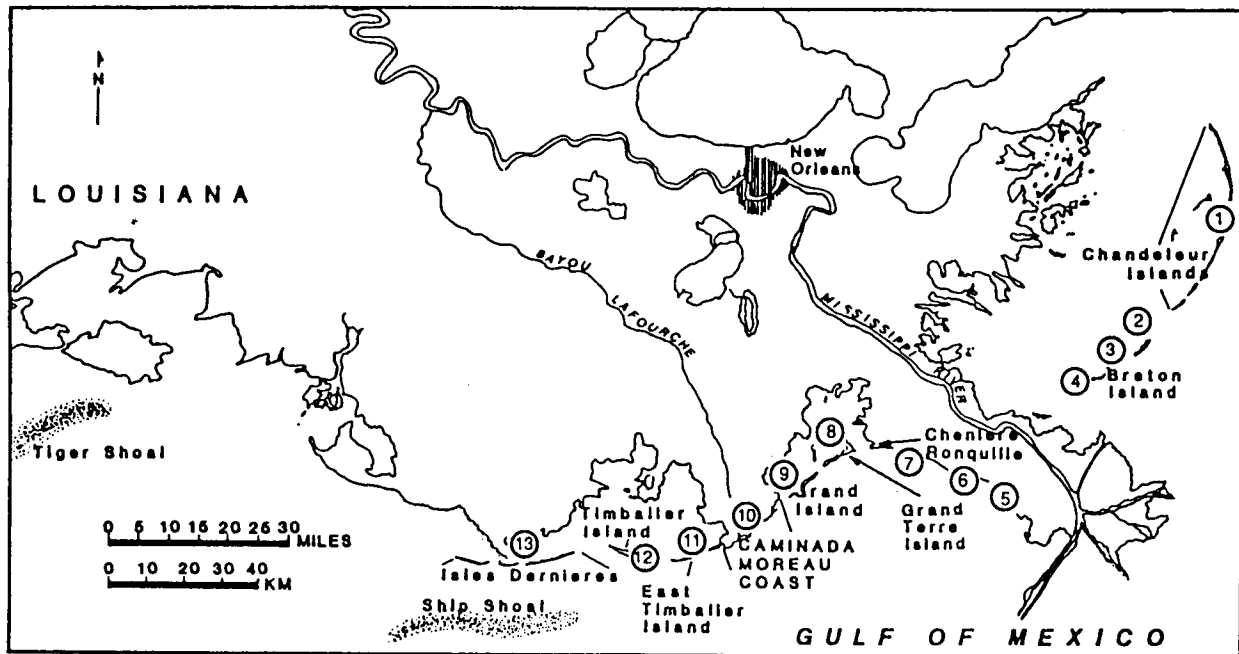 N
LOUISIANA
New
Orleans
1
Chandeleur
Islands
BAYOU
LAFOURCHE
MISSISSIPPI
2
3
4
Breton
Island
Tiger Shoal
8
Cheniere
Ronquille
7
9
6
5
Grand Island
Grand
Terre
Island
10
CAMINADA
MOREAU
COAST
Timbalier
Island
13
12
11
0 5 10 15 20 25 30
MILES
0 10 20 30 40
KM
Isles Dernieres
Ship Shoal
East
Timbalier
Island
GULF OF MEXICO